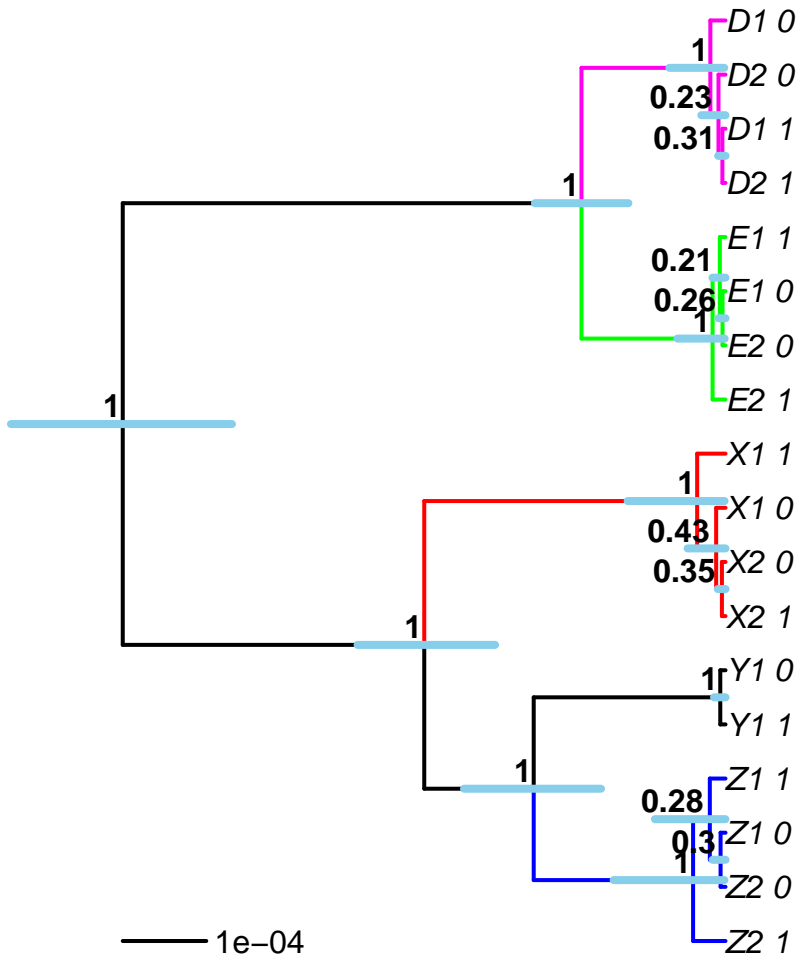 D1 0
1
D2 0
0.23
D1 1
0.31
D2 1
1
E1 1
0.21
E1 0
0.26
1
E2 0
E2 1
1
X1 1
1
X1 0
0.43
X2 0
0.35
X2 1
1
Y1 0
1
Y1 1
1
Z1 1
0.28
Z1 0
0.3
1
Z2 0
Z2 1
1e−04